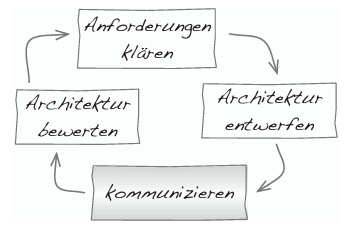 Anforderungen
klären
Architektur
entwerfen
kommunizieren
Architektur
bewerten